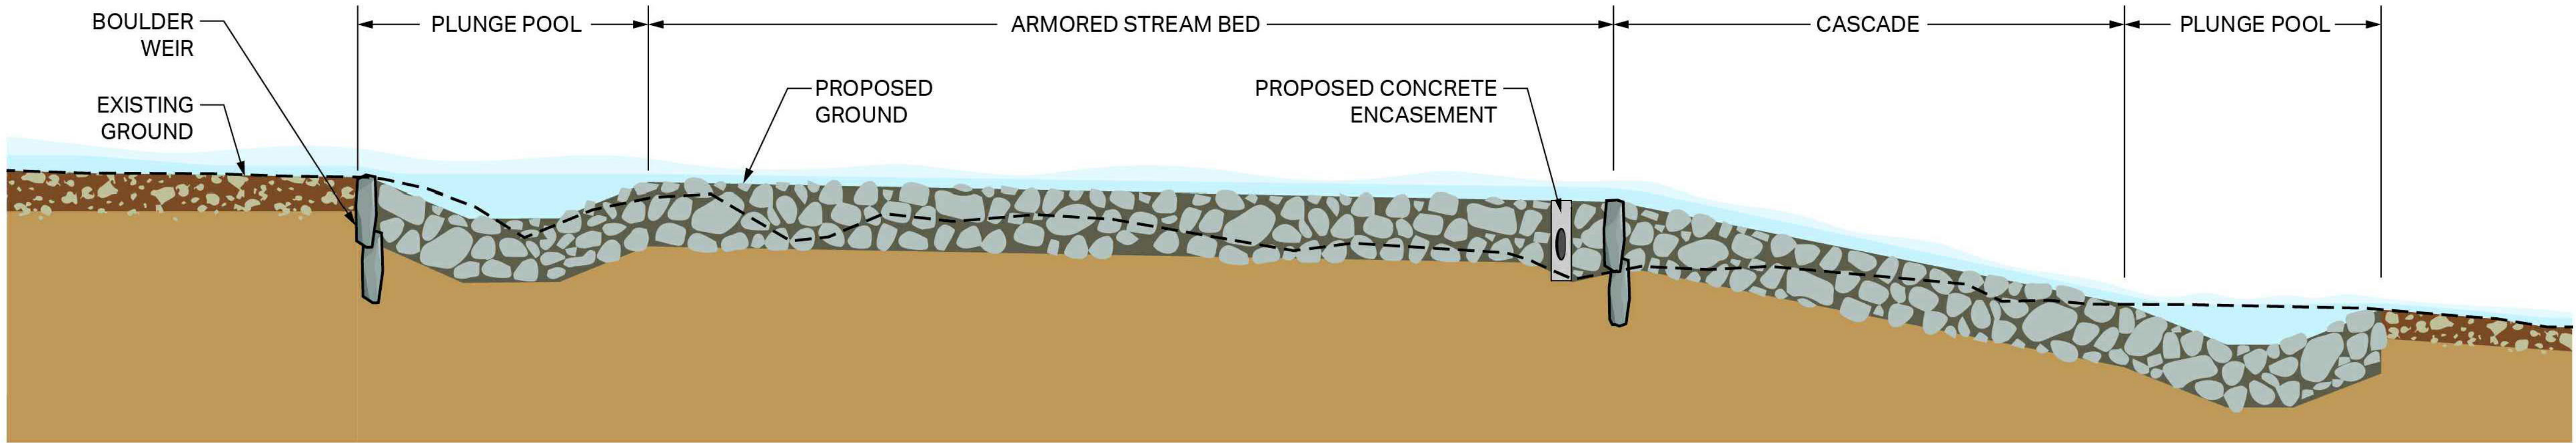 BOULDER
WEIR
PLUNGE POOL
ARMORED STREAM BED
CASCADE
PLUNGE POOL
EXISTING
GROUND
PROPOSED
GROUND
PROPOSED CONCRETE
ENCASEMENT